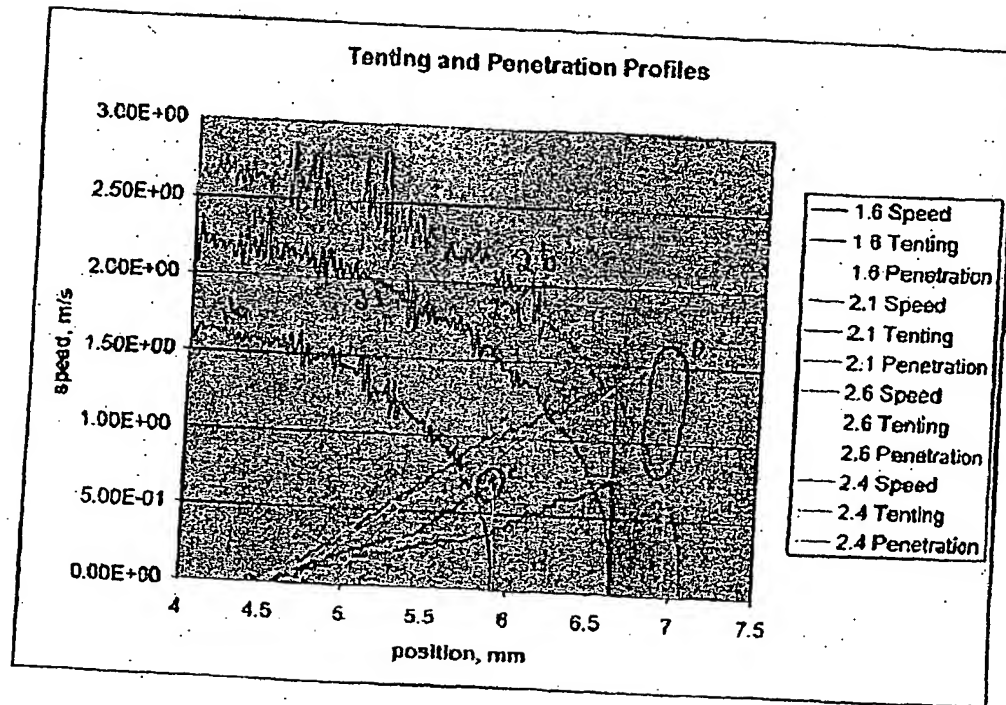 Tenting and Penetration Profiles
3.00E+00
2.50E+00
2.00E+00
1.50E+00
1.00E+00
5.00E-01
0.00E+00
speed, m/s
4
4.5
5
5.5
6
6.5
7
7.5
position, mm
2.6
2.1
P
1.6 Speed
1.6 Tenting
1.6 Penetration
2.1 Speed
2.1 Tenting
2.1 Penetration
2.6 Speed
2.6 Tenting
2.6 Penetration
2.4 Speed
2.4 Tenting
2.4 Penetration